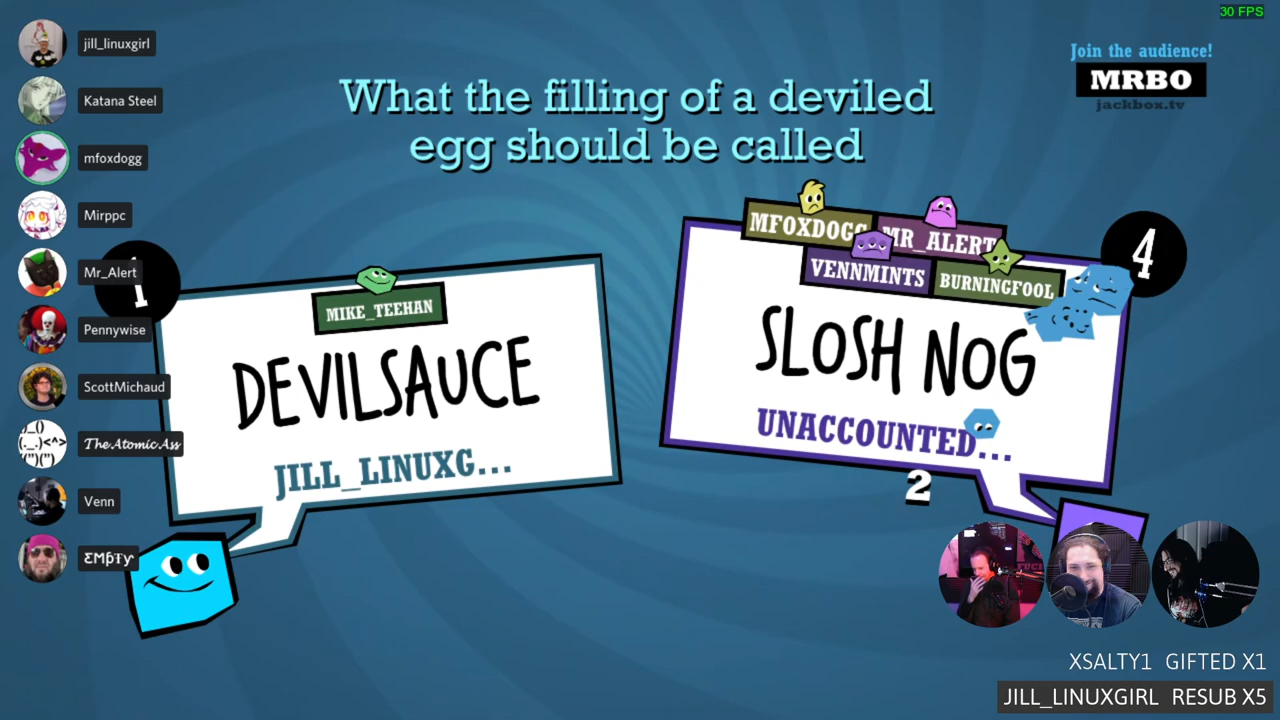 30 FPS
jill_linuxgirl
Join the audience!
MRBO
jackbox.tv
What the filling of a deviled
egg should be called
Katana Steel
mfoxdogg
Mirppc
Mr_Alert
Pennywise
ScottMichaud
TheAtomicAss
Venn
ΣMβŦy
1
MIKE_TEEHAN
DEVILSAUCE
JILL_LINUXG...
MFOXDOGG
MR_ALERT
VENNMINTS
BURNINGFOOL
4
SLOSH NOG
UNACCOUNTED...
2
XSALTY1 GIFTED X1
JILL_LINUXGIRL RESUB X5